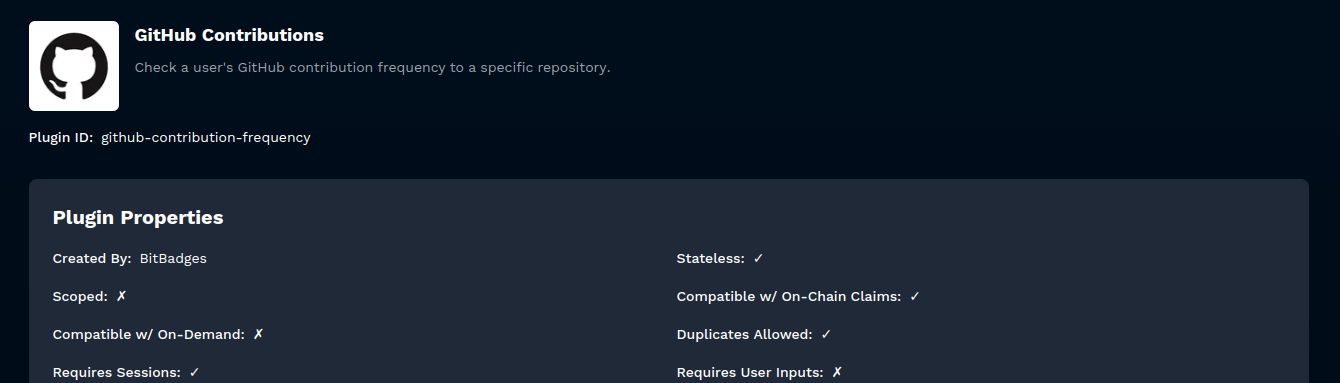 GitHub Contributions
Check a user's GitHub contribution frequency to a specific repository.
Plugin ID: github-contribution-frequency
Plugin Properties
Created By: BitBadges
Stateless: ✓
Scoped: ✗
Compatible w/ On-Chain Claims: ✓
Compatible w/ On-Demand: ✗
Duplicates Allowed: ✓
Requires Sessions: ✓
Requires User Inputs: ✗